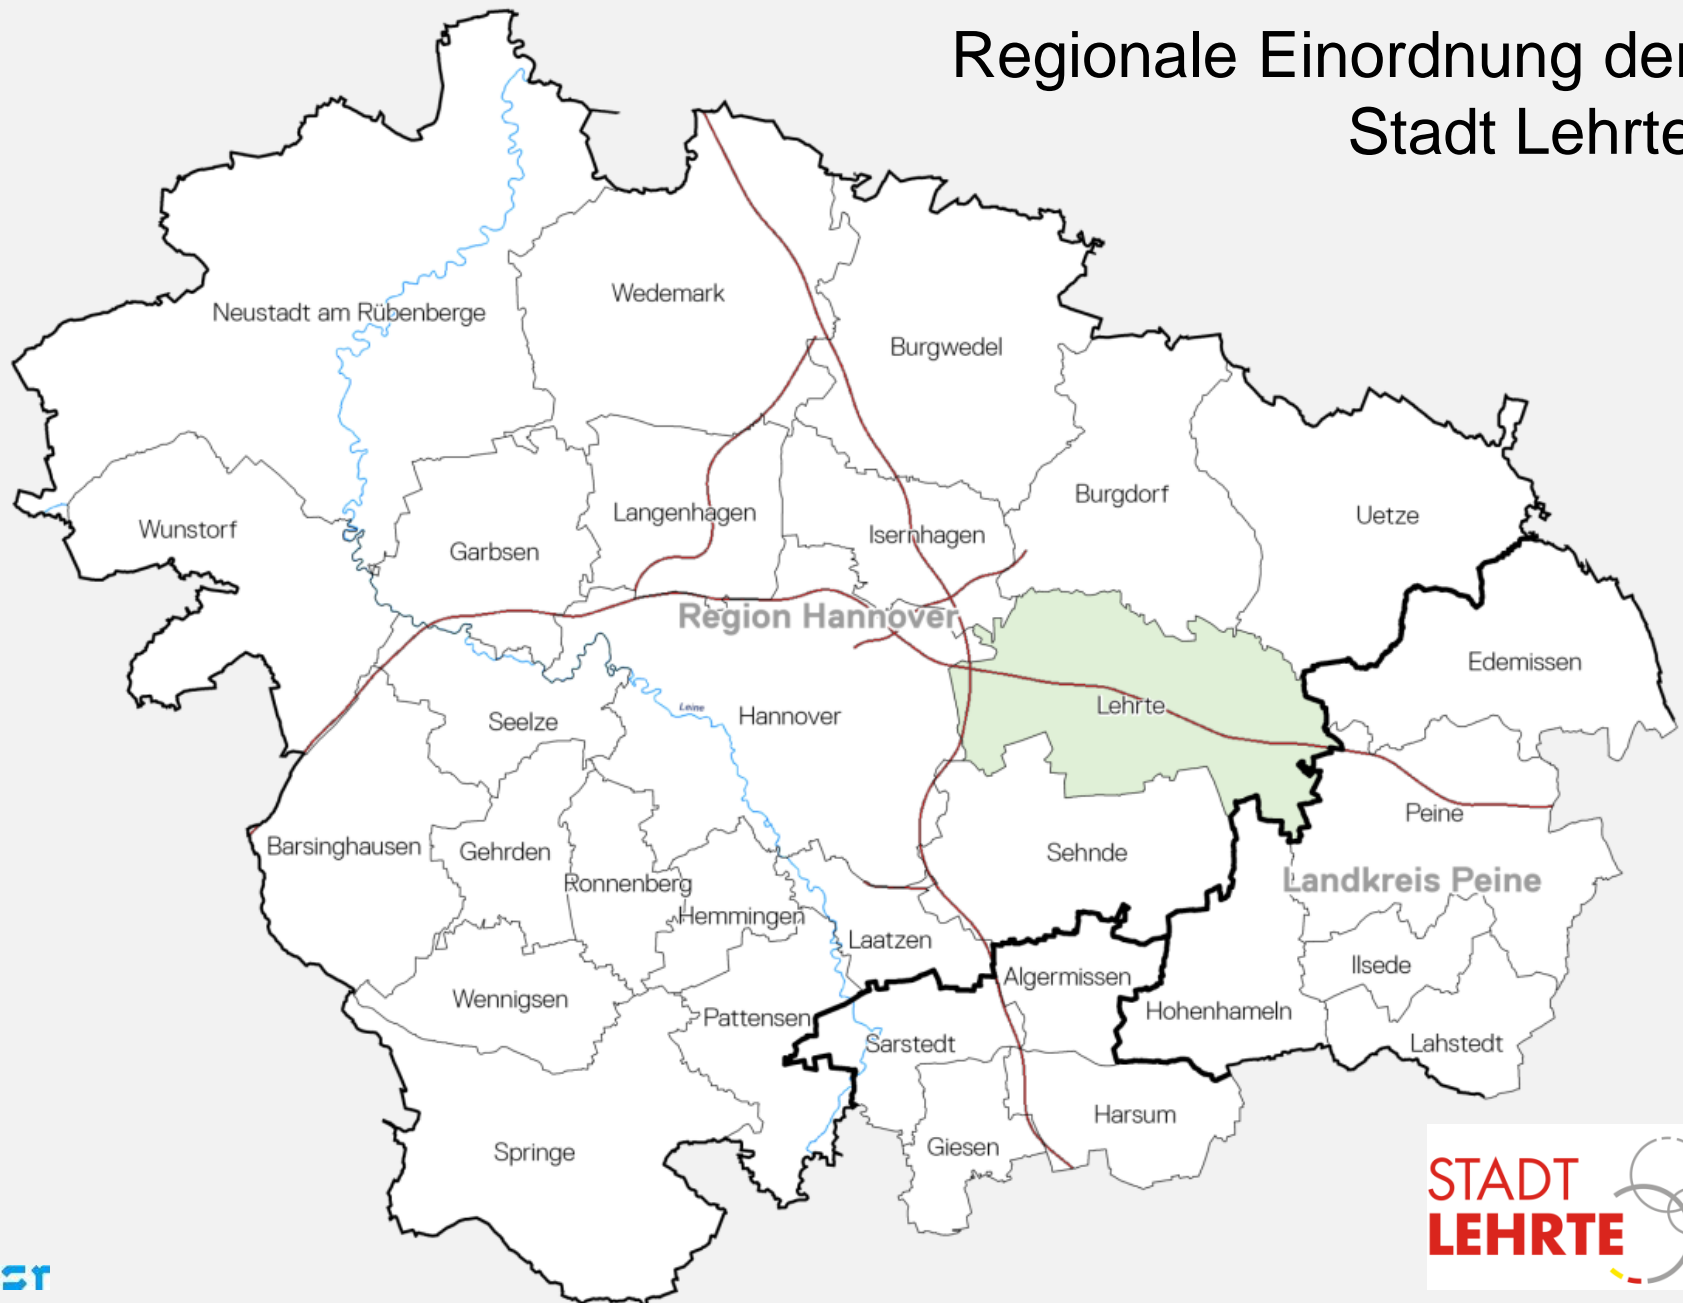 Regionale Einordnung der
Stadt Lehrte
Wedemark
Neustadt am Rübenberge
Burgwedel
Burgdorf
Langenhagen
Uetze
Wunstorf
Isernhagen
Garbsen
Region Hannover
Edemissen
Lehrte
Leine
Hannover
Seelze
Peine
Barsinghausen
Gehrden
Sehnde
Ronnenberg
Landkreis Peine
Hemmingen
Laatzen
Ilsede
Algermissen
Wennigsen
Hohenhameln
Pattensen
Sarstedt
Lahstedt
Harsum
Giesen
Springe
STADT
LEHRTE